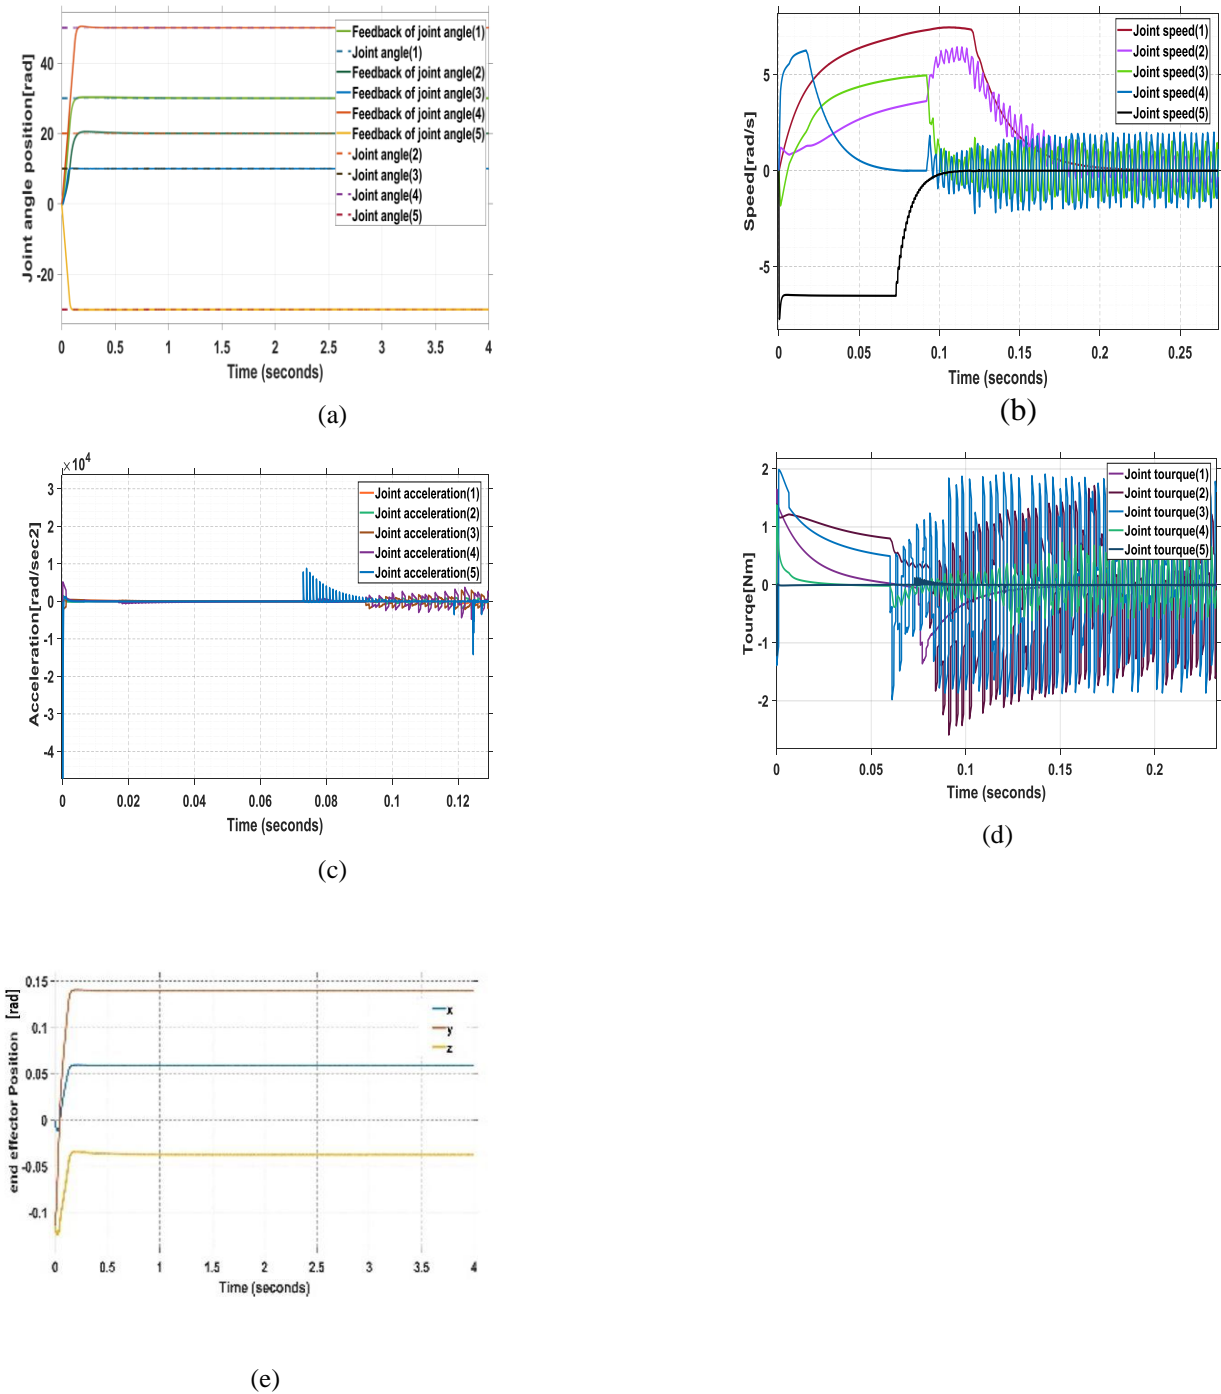 Joint angle position[rad]
40
20
0
-20
Feedback of joint angle(1)
Joint angle(1)
Feedback of joint angle(2)
Feedback of joint angle(3)
Feedback of joint angle(4)
Feedback of joint angle(5)
Joint angle(2)
Joint angle(3)
Joint angle(4)
Joint angle(5)
0 0.5 1 1.5 2 2.5 3 3.5 4
Time (seconds)
(a)
Speed[rad/s]
5
0
-5
Joint speed(1)
Joint speed(2)
Joint speed(3)
Joint speed(4)
Joint speed(5)
0 0.05 0.1 0.15 0.2 0.25
Time (seconds)
(b)
×10^4
Acceleration[rad/sec2]
3
2
1
0
-1
-2
-3
-4
Joint acceleration(1)
Joint acceleration(2)
Joint acceleration(3)
Joint acceleration(4)
Joint acceleration(5)
0 0.02 0.04 0.06 0.08 0.1 0.12
Time (seconds)
(c)
Tourqe[Nm]
2
1
0
-1
-2
Joint tourque(1)
Joint tourque(2)
Joint tourque(3)
Joint tourque(4)
Joint tourque(5)
0 0.05 0.1 0.15 0.2
Time (seconds)
(d)
end effector Position [rad]
0.15
0.1
0.05
0
-0.05
-0.1
x
y
z
0 0.5 1 1.5 2 2.5 3 3.5 4
Time (seconds)
(e)